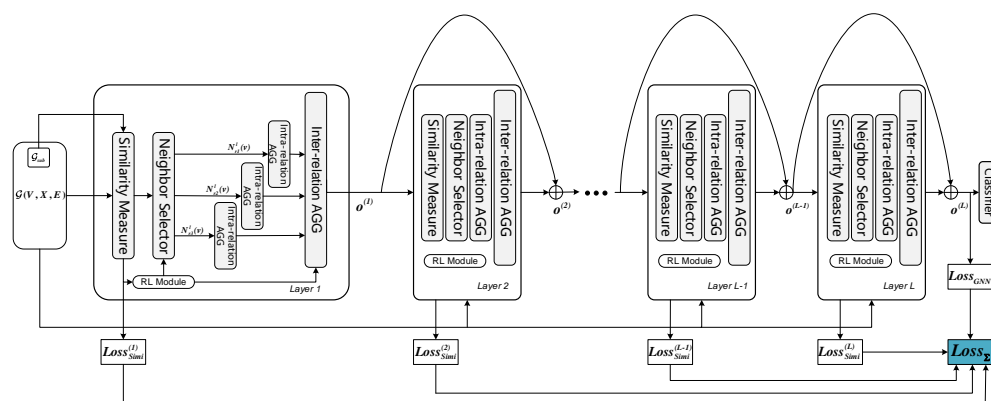 𝒢_sub
𝒢(V, X, E)
Similarity Measure
Neighbor Selector
Intra-relation AGG
Intra-relation AGG
Intra-relation AGG
Inter-relation AGG
RL Module
Layer 1
o^(1)
Similarity Measure
Neighbor Selector
Intra-relation AGG
Inter-relation AGG
RL Module
Layer 2
o^(2)
Similarity Measure
Neighbor Selector
Intra-relation AGG
Inter-relation AGG
RL Module
Layer L-1
o^(L-1)
Similarity Measure
Neighbor Selector
Intra-relation AGG
Inter-relation AGG
RL Module
Layer L
o^(L)
Classifier
Loss_GNN
Loss_Simi^(1)
Loss_Simi^(2)
Loss_Simi^(L-1)
Loss_Simi^(L)
Loss_Σ